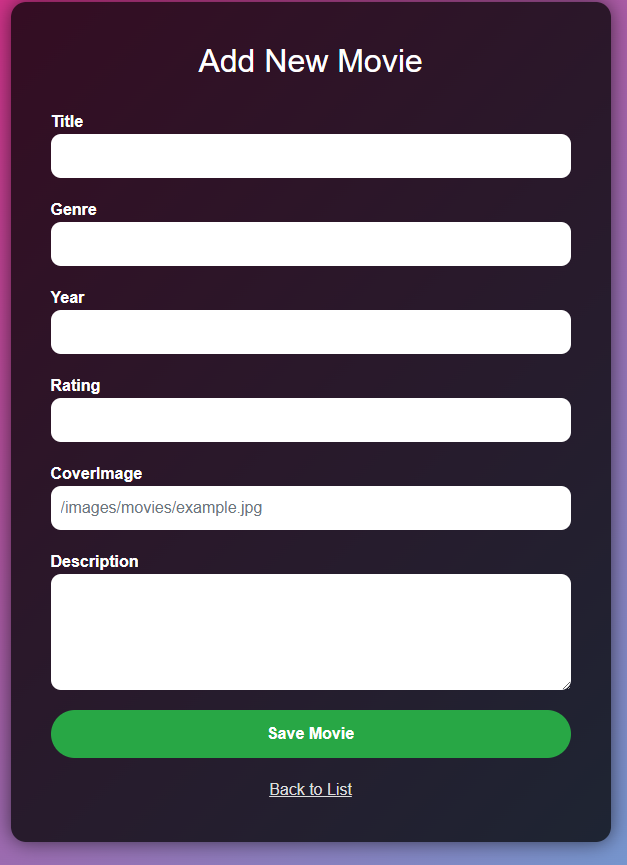 Add New Movie
Title
Genre
Year
Rating
CoverImage
/images/movies/example.jpg
Description
Save Movie
Back to List